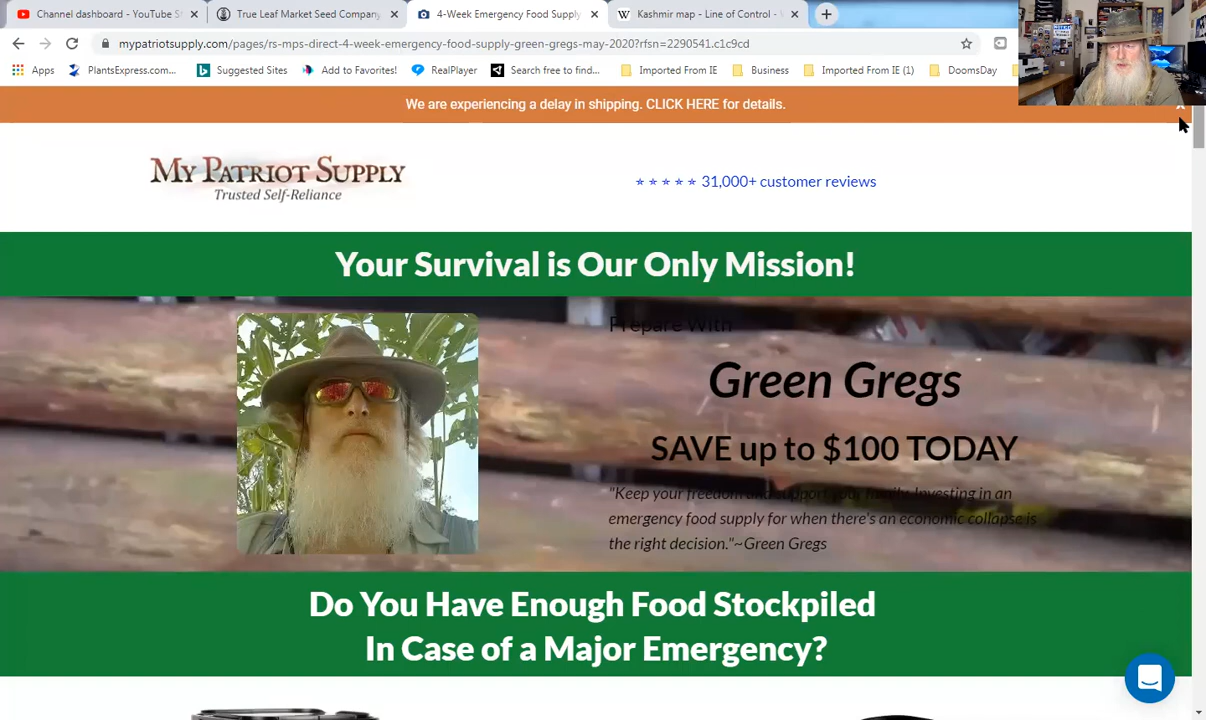 Channel dashboard - YouTube S
True Leaf Market Seed Company
4-Week Emergency Food Supply
Kashmir map - Line of Control -
mypatriotsupply.com/pages/rs-mps-direct-4-week-emergency-food-supply-green-gregs-may-2020?rfsn=2290541.c1c9cd
Apps PlantsExpress.com... Suggested Sites Add to Favorites! RealPlayer Search free to find... Imported From IE Business Imported From IE (1) DoomsDay
We are experiencing a delay in shipping. CLICK HERE for details.
MY PATRIOT SUPPLY
Trusted Self-Reliance
31,000+ customer reviews
Your Survival is Our Only Mission!
Prepare With
Green Gregs
SAVE up to $100 TODAY
"Keep your freedom and support your family. Investing in an
emergency food supply for when there's an economic collapse is
the right decision."~Green Gregs
Do You Have Enough Food Stockpiled
In Case of a Major Emergency?